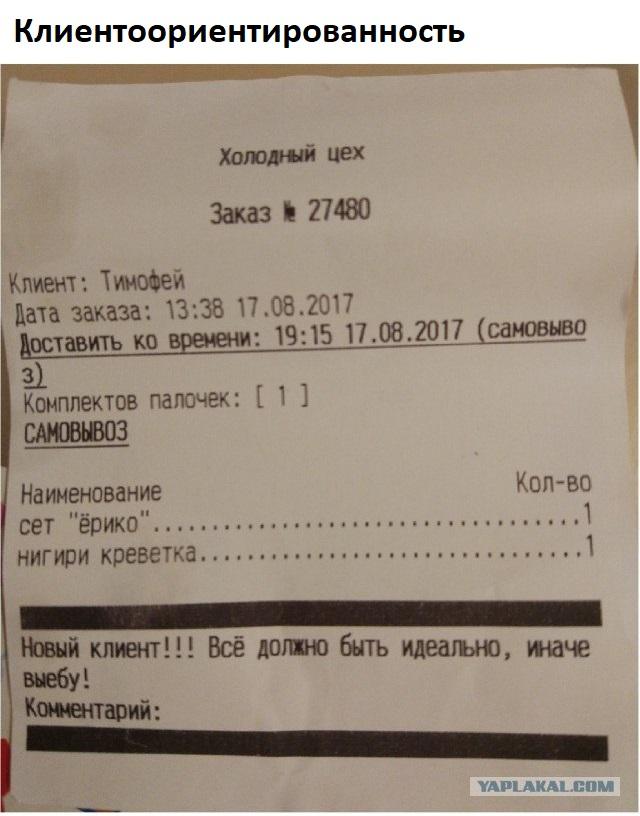 Клиентоориентированность
Холодный цех
Заказ № 27480
Клиент: Тимофей
Дата заказа: 13:38 17.08.2017
Доставить ко времени: 19:15 17.08.2017 (самовыво
з)
Комплектов палочек: [ 1 ]
САМОВЫВОЗ
Наименование Кол-во
сет "ёрико".......................................1
нигири креветка...................................1
Новый клиент!!! Всё должно быть идеально, иначе
выебу!
Комментарий:
YAPLAKAL.COM